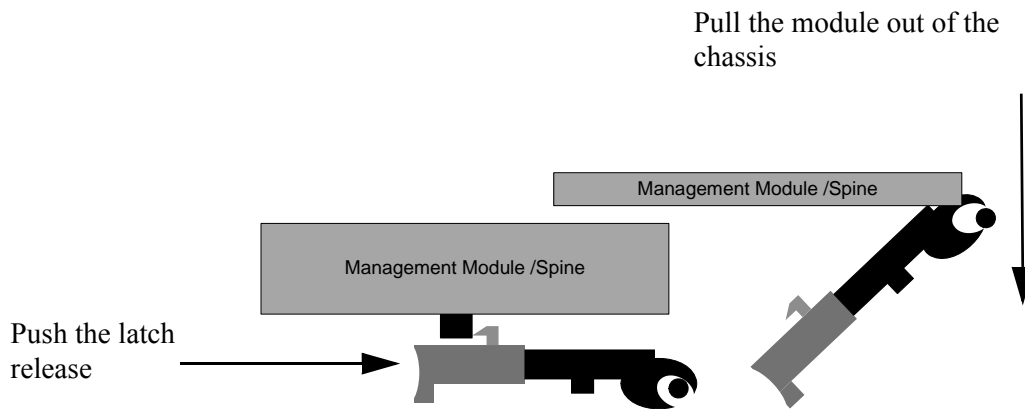 Pull the module out of the
chassis
Management Module /Spine
Management Module /Spine
Push the latch
release